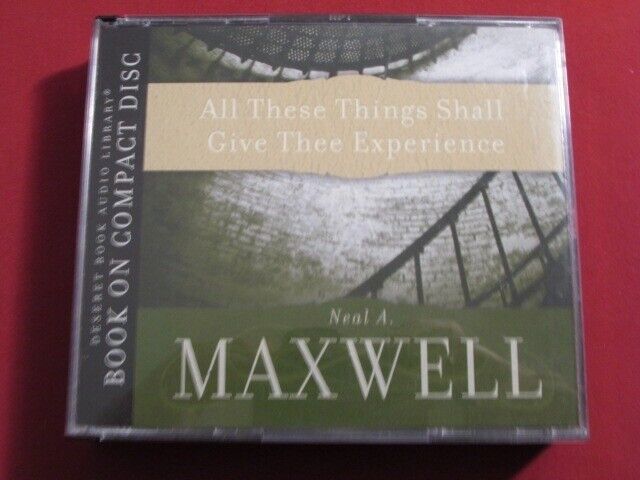 DESERET BOOK AUDIO LIBRARY®
BOOK ON COMPACT DISC
All These Things Shall
Give Thee Experience
Neal A.
MAXWELL